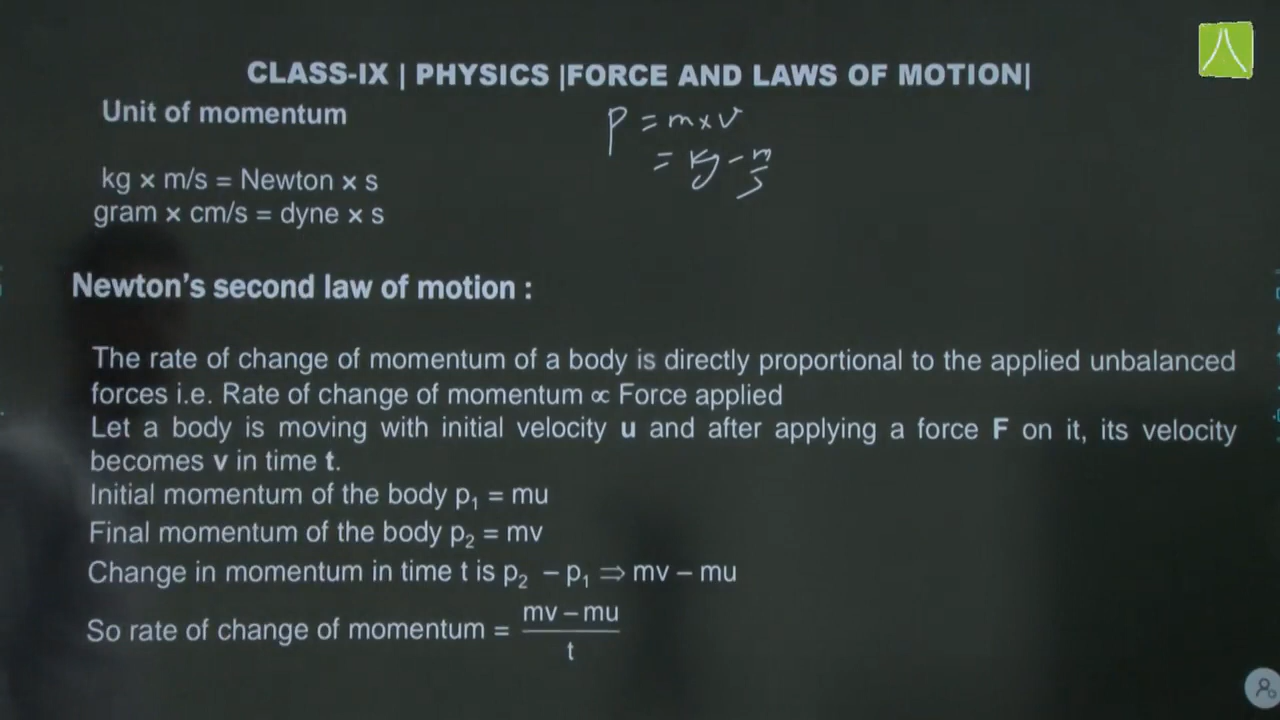 CLASS-IX | PHYSICS |FORCE AND LAWS OF MOTION|
Unit of momentum
P = m×v
= kg - m/s
kg × m/s = Newton × s
gram × cm/s = dyne × s
Newton's second law of motion :
The rate of change of momentum of a body is directly proportional to the applied unbalanced
forces i.e. Rate of change of momentum ∝ Force applied
Let a body is moving with initial velocity u and after applying a force F on it, its velocity
becomes v in time t.
Initial momentum of the body p₁ = mu
Final momentum of the body p₂ = mv
Change in momentum in time t is p₂ – p₁ ⇒ mv – mu
So rate of change of momentum = (mv – mu)/t